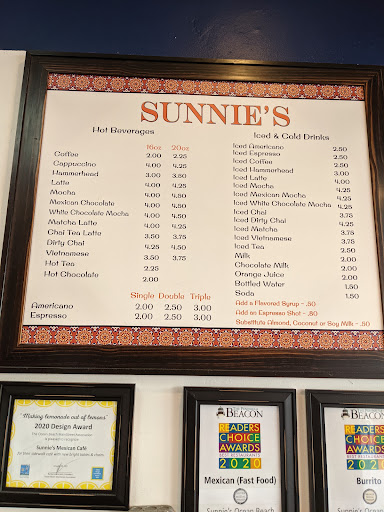 SUNNIE'S
Hot Beverages
16oz 20oz
Coffee 2.00 2.25
Cappuccino 4.00 4.25
Hammerhead 3.00 3.50
Latte 4.00 4.25
Mocha 4.00 4.50
Mexican Chocolate 4.00 4.50
White Chocolate Mocha 4.00 4.50
Matcha Latte 4.00 4.25
Chai Tea Latte 3.50 3.75
Dirty Chai 4.25 4.50
Vietnamese 3.50 3.75
Hot Tea 2.25
Hot Chocolate 2.00
Single Double Triple
Americano 2.00 2.50 3.00
Espresso 2.00 2.50 3.00
Iced & Cold Drinks
Iced Americano 2.50
Iced Espresso 2.50
Iced Coffee 2.50
Iced Hammerhead 3.00
Iced Latte 4.00
Iced Mocha 4.25
Iced Mexican Mocha 4.25
Iced White Chocolate Mocha 4.25
Iced Chai 3.75
Iced Dirty Chai 4.25
Iced Matcha 3.75
Iced Vietnamese 3.75
Iced Tea 2.50
Milk 2.00
Chocolate Milk 2.00
Orange Juice 2.00
Bottled Water 1.50
Soda 1.50
Add a Flavored Syrup - .50
Add an Espresso Shot - .50
Substitute Almond, Coconut or Soy Milk - .50
"Making lemonade out of lemons"
2020 Design Award
Sunnie's Mexican Café
BEACON
READERS
CHOICE
AWARDS
2020
Mexican (Fast Food)
Sunnie's Ocean Beach
BEACON
READERS
CHOICE
AWARDS
2020
Burrito
Sunnie's Ocean